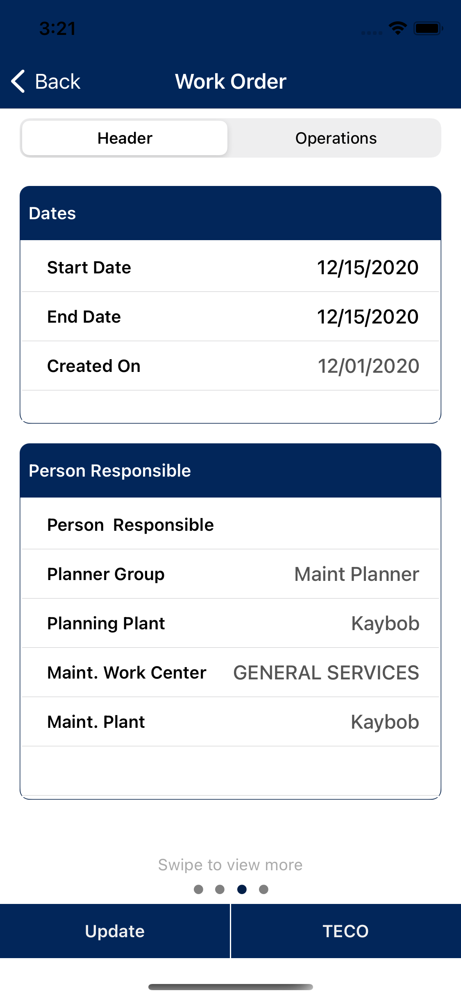 3:21
Back
Work Order
Header
Operations
Dates
Start Date 12/15/2020
End Date 12/15/2020
Created On 12/01/2020
Person Responsible
Person  Responsible
Planner Group Maint Planner
Planning Plant Kaybob
Maint. Work Center GENERAL SERVICES
Maint. Plant Kaybob
Swipe to view more
Update
TECO